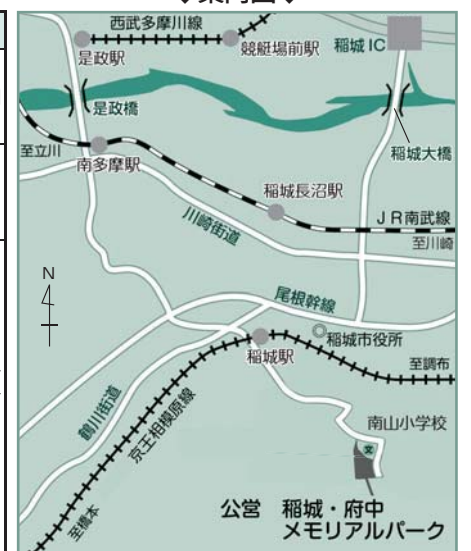 西武多摩川線
是政駅
競艇場前駅
稲城IC
是政橋
稲城大橋
至立川
南多摩駅
稲城長沼駅
川崎街道
JR南武線
至川崎
N
尾根幹線
稲城市役所
稲城駅
至調布
鶴川街道
京王相模原線
南山小学校
文
至橋本
公営 稲城・府中
メモリアルパーク